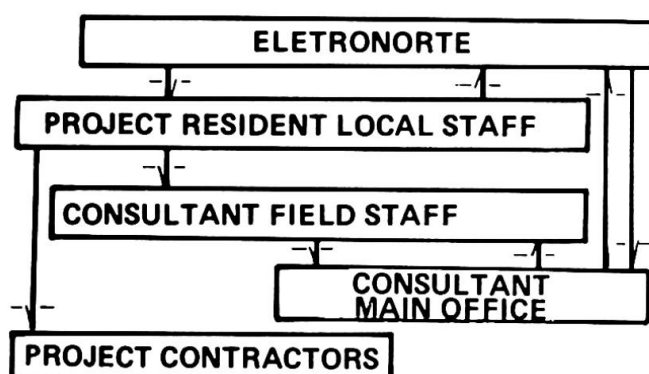 ELETRONORTE
PROJECT RESIDENT LOCAL STAFF
CONSULTANT FIELD STAFF
CONSULTANT
MAIN OFFICE
PROJECT CONTRACTORS